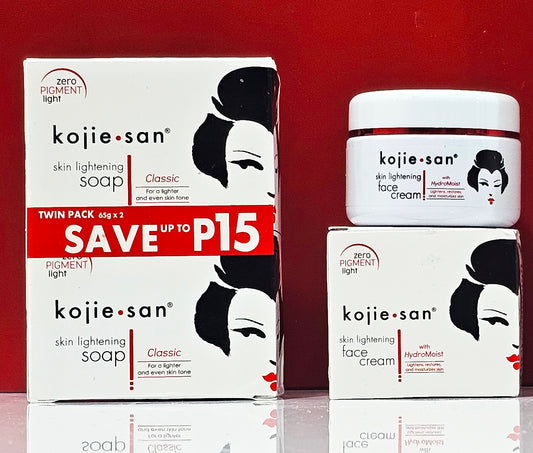 zero
PIGMENT
light
kojie•san®
skin lightening
soap
Classic
For a lighter
and even skin tone
TWIN PACK 65g x 2
SAVE UP TO P15
zero
PIGMENT
light
kojie•san®
skin lightening
soap
Classic
For a lighter
and even skin tone
kojie•san®
skin lightening
face
cream
with
HydroMoist
Lightens, restores,
and moisturizes skin
zero
PIGMENT
light
kojie•san®
skin lightening
face
cream
with
HydroMoist
Lightens, restores,
and moisturizes skin